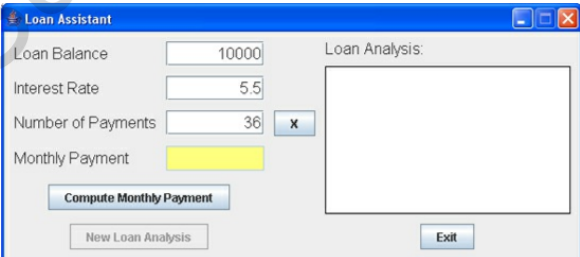 Loan Assistant
Loan Balance 10000
Loan Analysis:
Interest Rate 5.5
Number of Payments 36 X
Monthly Payment
Compute Monthly Payment
New Loan Analysis
Exit